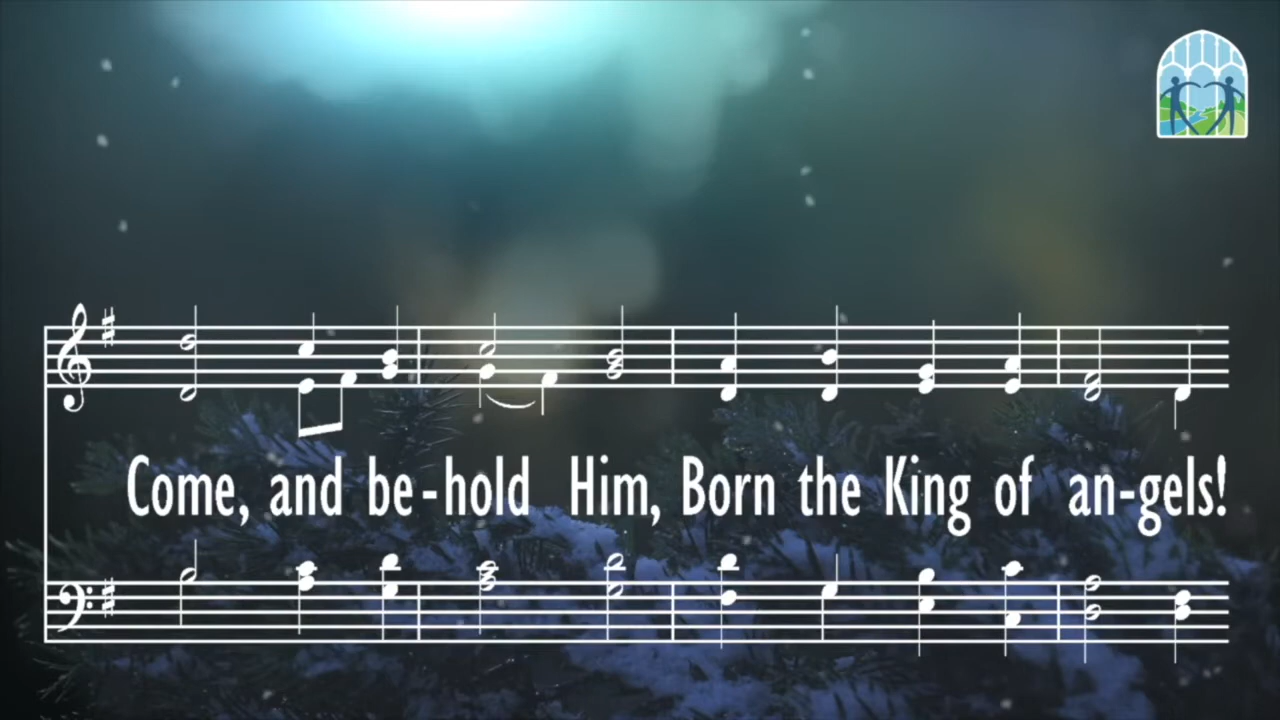 Come, and be-hold Him, Born the King of an-gels!